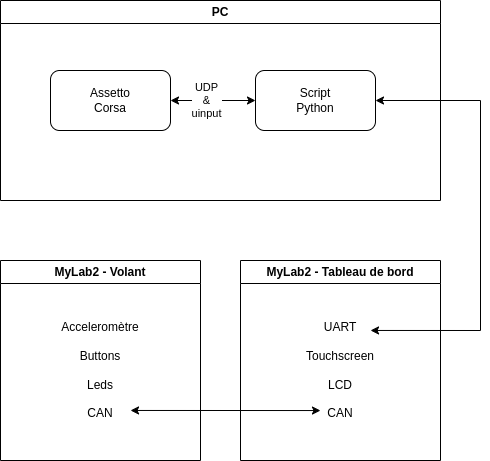 PC
Assetto
Corsa
UDP
&
uinput
Script
Python
MyLab2 - Volant
Acceleromètre
Buttons
Leds
CAN
MyLab2 - Tableau de bord
UART
Touchscreen
LCD
CAN